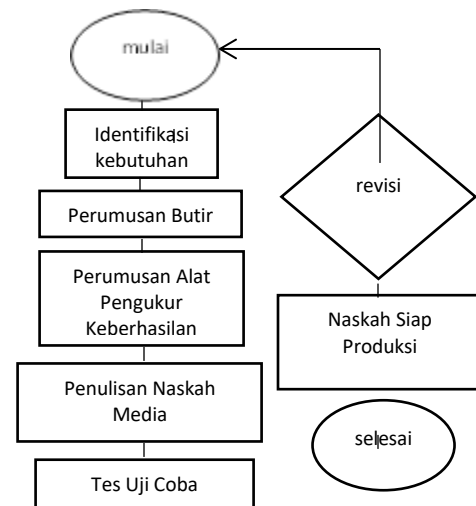 mulai
Identifikasi
kebutuhan
Perumusan Butir
Perumusan Alat
Pengukur
Keberhasilan
Penulisan Naskah
Media
Tes Uji Coba
revisi
Naskah Siap
Produksi
selesai